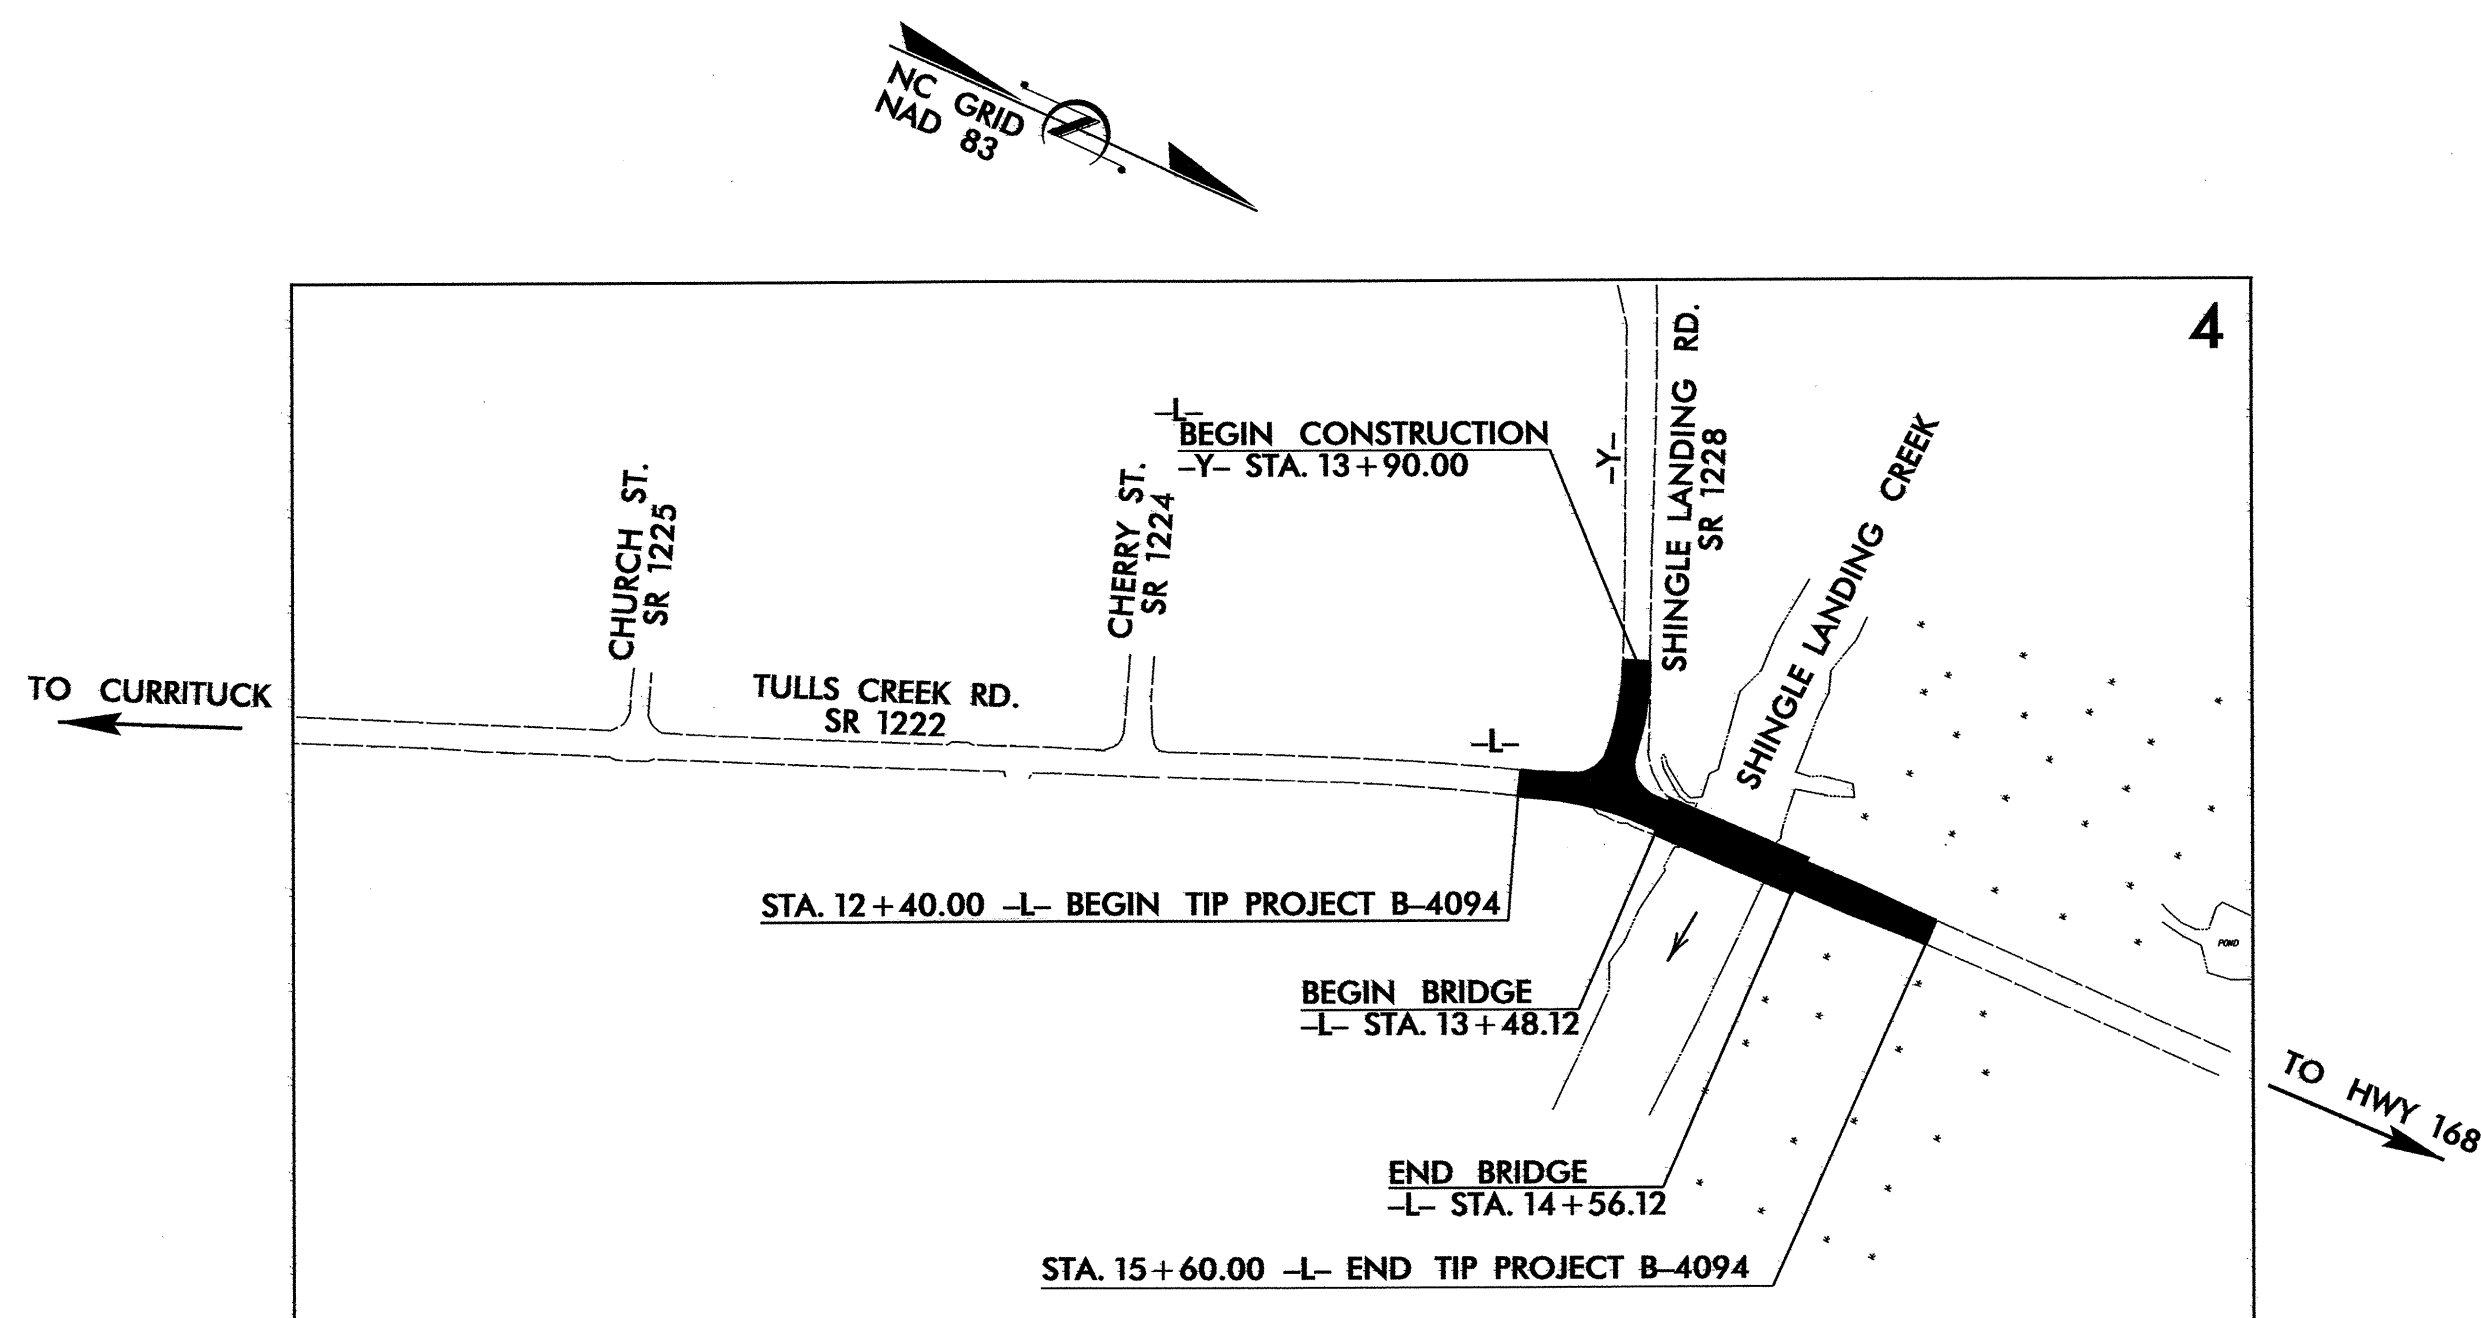 NC GRID
NAD 83
4
–L–
BEGIN CONSTRUCTION
–Y– STA. 13+90.00
–Y–
SHINGLE LANDING RD.
SR 1228
SHINGLE LANDING CREEK
CHURCH ST.
SR 1225
CHERRY ST.
SR 1224
TO CURRITUCK
TULLS CREEK RD.
SR 1222
–L–
STA. 12+40.00 –L– BEGIN TIP PROJECT B–4094
POND
BEGIN BRIDGE
–L– STA. 13+48.12
TO HWY 168
END BRIDGE
–L– STA. 14+56.12
STA. 15+60.00 –L– END TIP PROJECT B–4094